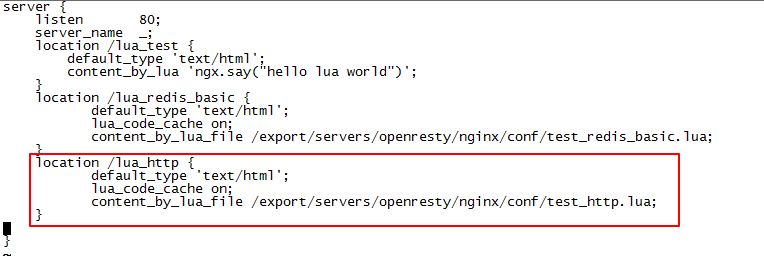 server {
    listen       80;
    server_name  _;
    location /lua_test {
        default_type 'text/html';
        content_by_lua 'ngx.say("hello lua world")';
    }
    location /lua_redis_basic {
           default_type 'text/html';
           lua_code_cache on;
           content_by_lua_file /export/servers/openresty/nginx/conf/test_redis_basic.lua;
    }
    location /lua_http {
           default_type 'text/html';
           lua_code_cache on;
           content_by_lua_file /export/servers/openresty/nginx/conf/test_http.lua;
    }
}
~